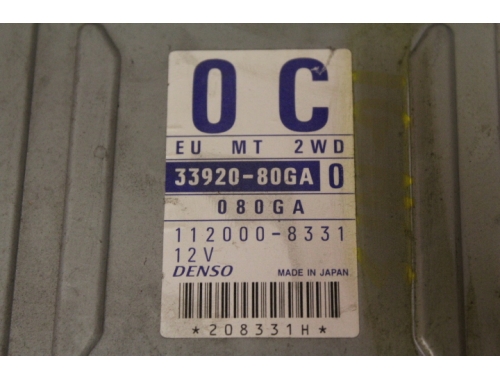 0 C
EU MT 2WD
33920-80GA 0
080GA
112000-8331
12V
DENSO MADE IN JAPAN
*208331H*